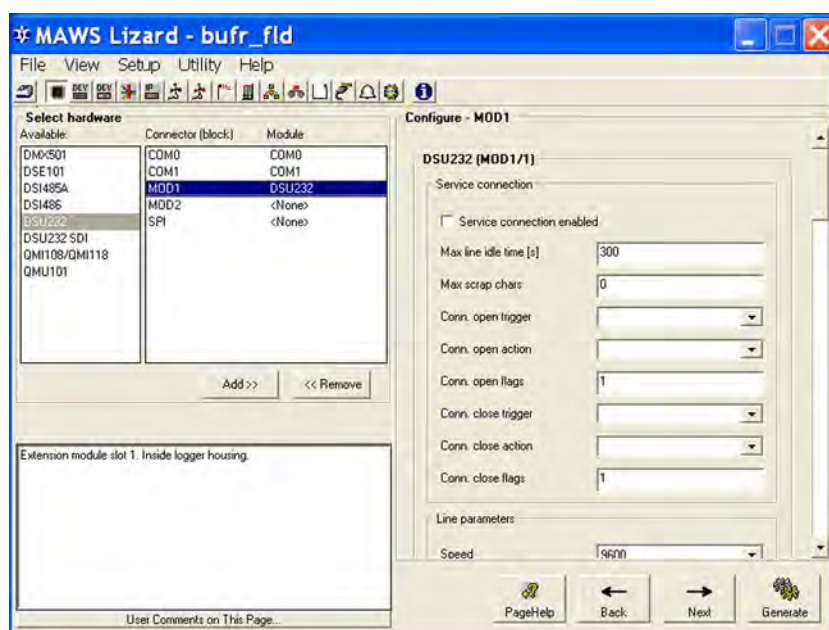 MAWS Lizard - bufr_fld
File View Setup Utility Help
Select hardware
Available: Connector (block) Module
DMX501 COM0 COM0
DSE101 COM1 COM1
DSI485A MOD1 DSU232
DSI486 MOD2 <None>
DSU232 SPI <None>
DSU232 SDI
QMI108/QMI118
QMU101
Add >> << Remove
Extension module slot 1. Inside logger housing.
User Comments on This Page...
Configure - MOD1
DSU232 (MOD1/1)
Service connection
Service connection enabled
Max line idle time [s] 300
Max scrap chars 0
Conn. open trigger
Conn. open action
Conn. open flags 1
Conn. close trigger
Conn. close action
Conn. close flags 1
Line parameters
Speed 9600
PageHelp Back Next Generate